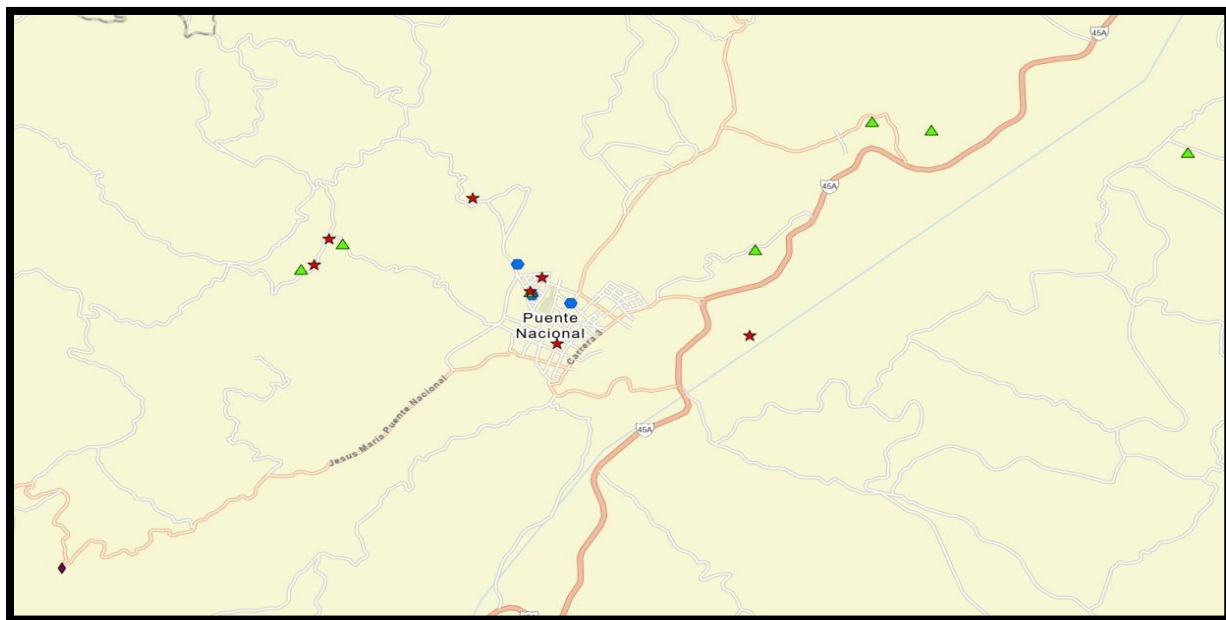 45A
45A
Puente
Nacional
Carrera 3
Jesus Maria Puente Nacional
45A